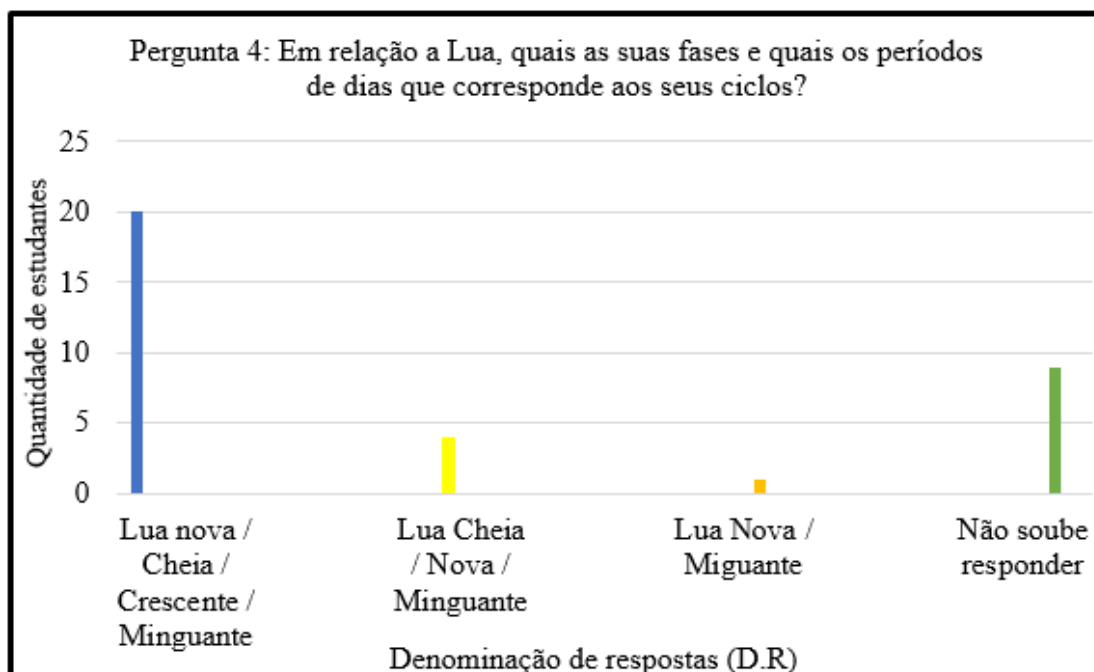 Pergunta 4: Em relação a Lua, quais as suas fases e quais os períodos
de dias que corresponde aos seus ciclos?
Quantidade de estudantes
25
20
15
10
5
0
Lua nova /
Cheia /
Crescente /
Minguante
Lua Cheia
/ Nova /
Minguante
Lua Nova /
Miguante
Não soube
responder
Denominação de respostas (D.R)